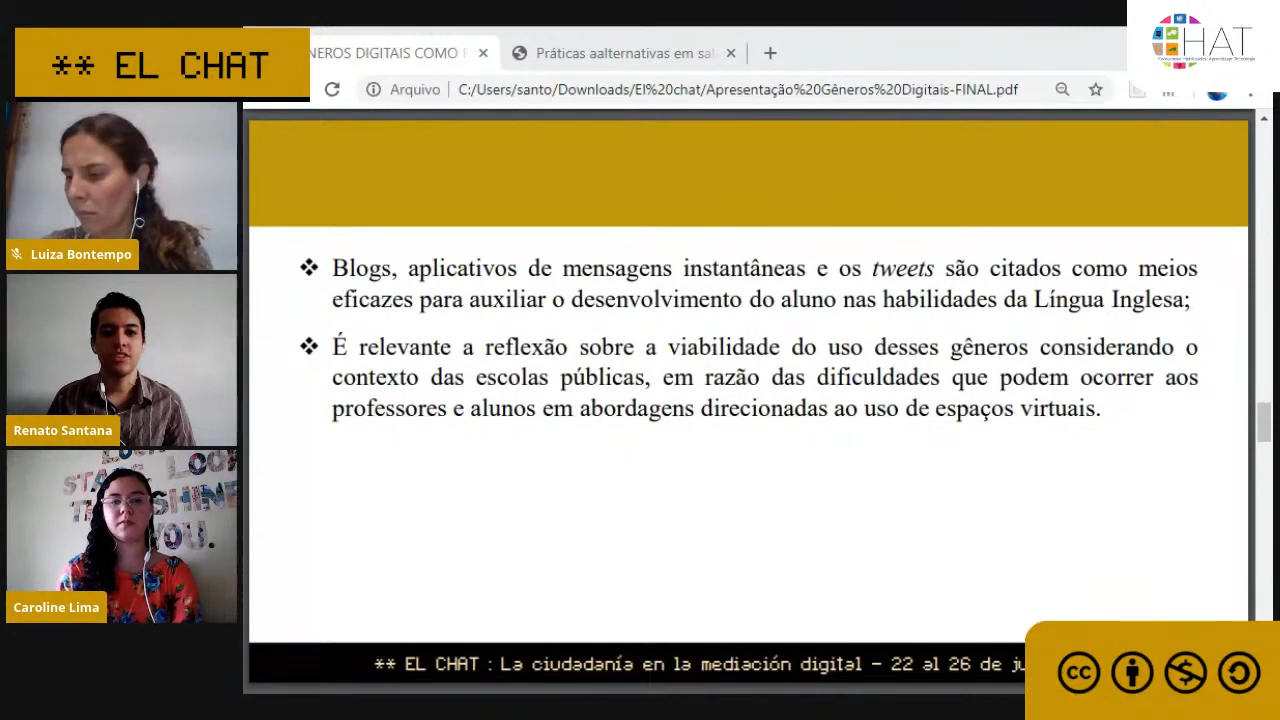 ** EL CHAT
NEROS DIGITAIS COMO
Práticas aalternativas em sal
CHAT
Arquivo
C:/Users/santo/Downloads/El%20chat/Apresentação%20Gêneros%20Digitais-FINAL.pdf
Luiza Bontempo
Renato Santana
Caroline Lima
SHINE
YOU.
❖ Blogs, aplicativos de mensagens instantâneas e os tweets são citados como meios
eficazes para auxiliar o desenvolvimento do aluno nas habilidades da Língua Inglesa;
❖ É relevante a reflexão sobre a viabilidade do uso desses gêneros considerando o
contexto das escolas públicas, em razão das dificuldades que podem ocorrer aos
professores e alunos em abordagens direcionadas ao uso de espaços virtuais.
** EL CHAT : La ciudadanía en la mediación digital - 22 al 26 de ju
cc